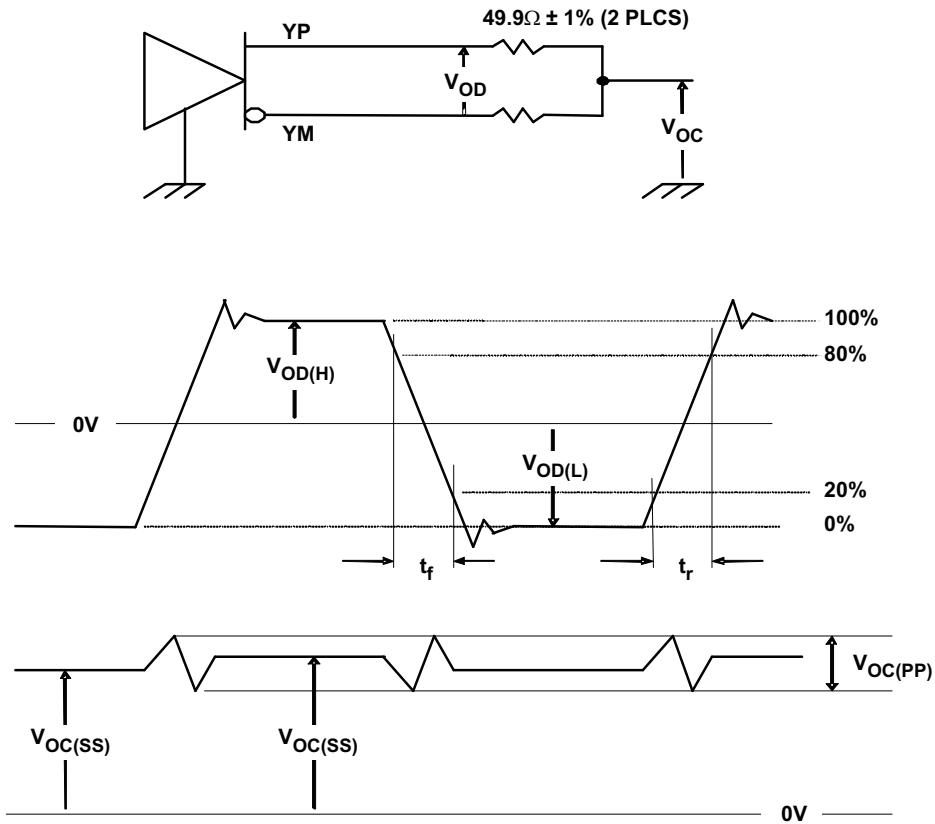 49.9Ω ± 1% (2 PLCS)
YP
VOD
YM
VOC
100%
80%
VOD(H)
0V
VOD(L)
20%
0%
tf
tr
VOC(PP)
VOC(SS)
VOC(SS)
0V